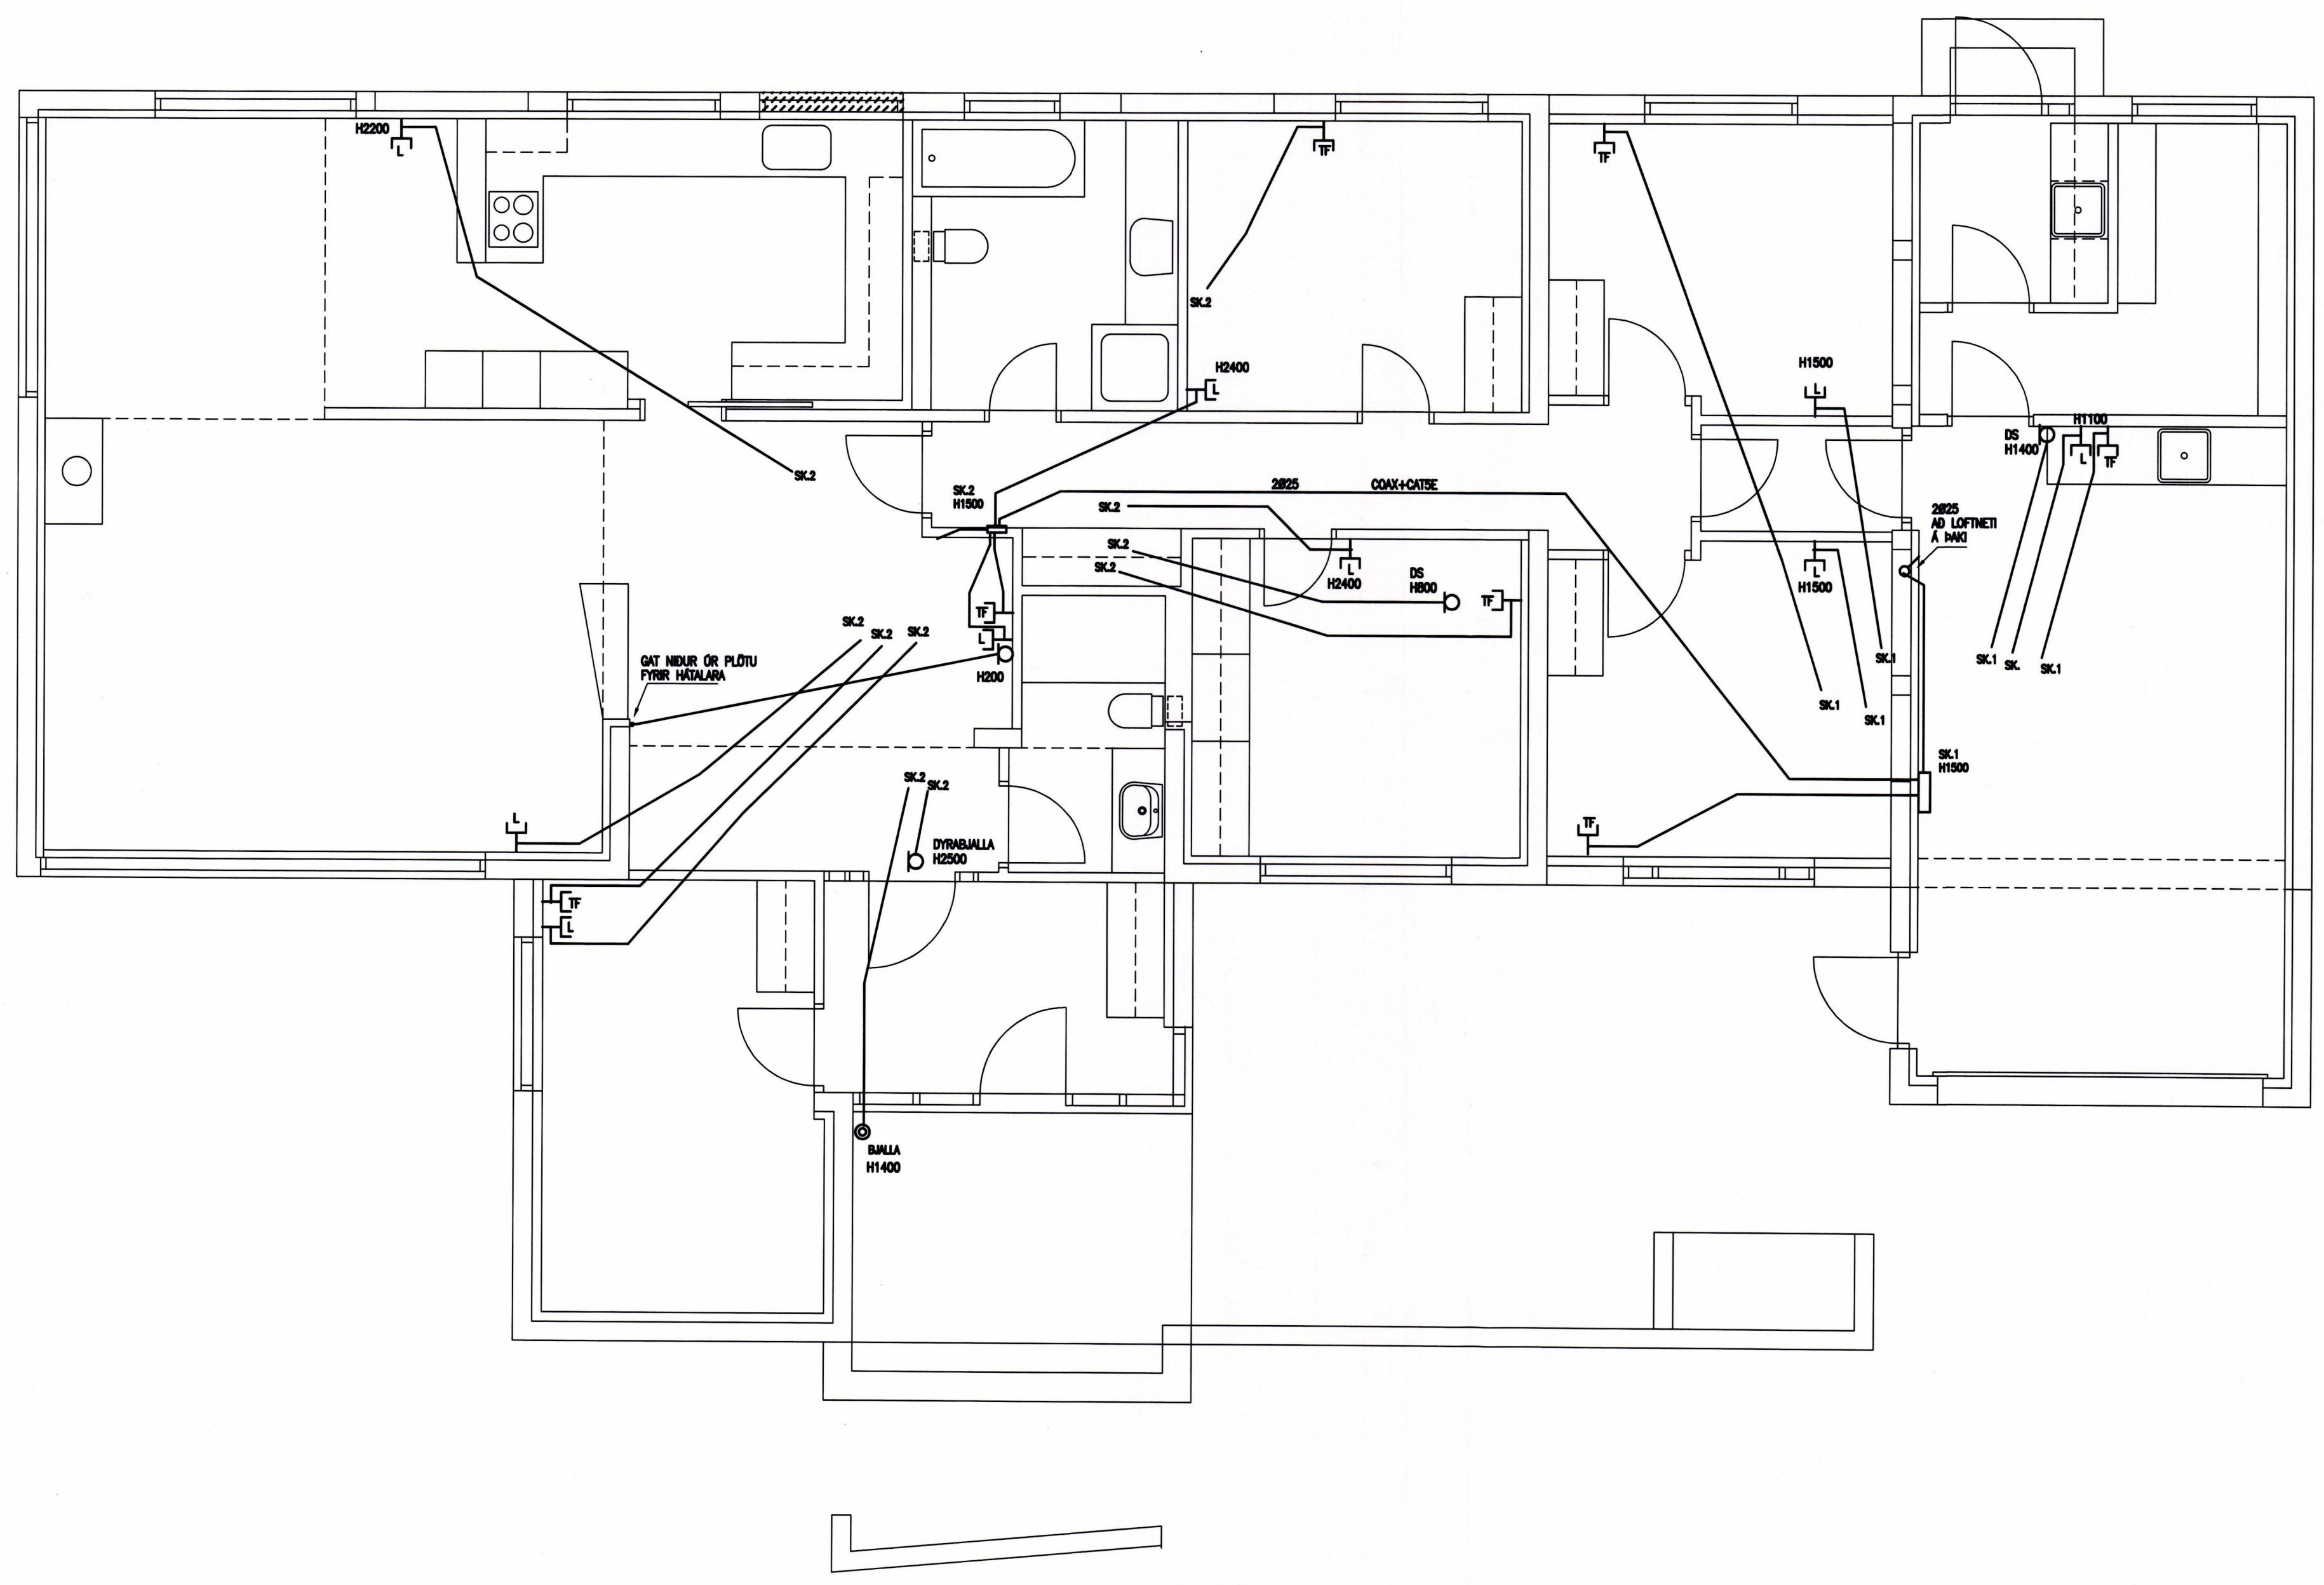 H2200
L
TF
TF
SK.2
H2400
L
H1500
L
SK.2
SK.2
H1500
2Ø25
COAX+CAT5E
SK.2
DS
H1400
H1100
L
TF
SK.2
SK.2
L
H2400
DS
H800
TF
L
H1500
2Ø25
AÐ LOFTNETI
Á ÞAKI
TF
L
H200
SK.2
SK.2
SK.2
GAT NIÐUR ÚR PLÖTU
FYRIR HÁTALARA
SK.1
SK.1
SK.1
SK.1
SK.
SK.1
SK.1
H1500
SK.2
SK.2
L
TF
DYRABJALLA
H2500
TF
L
BJALLA
H1400